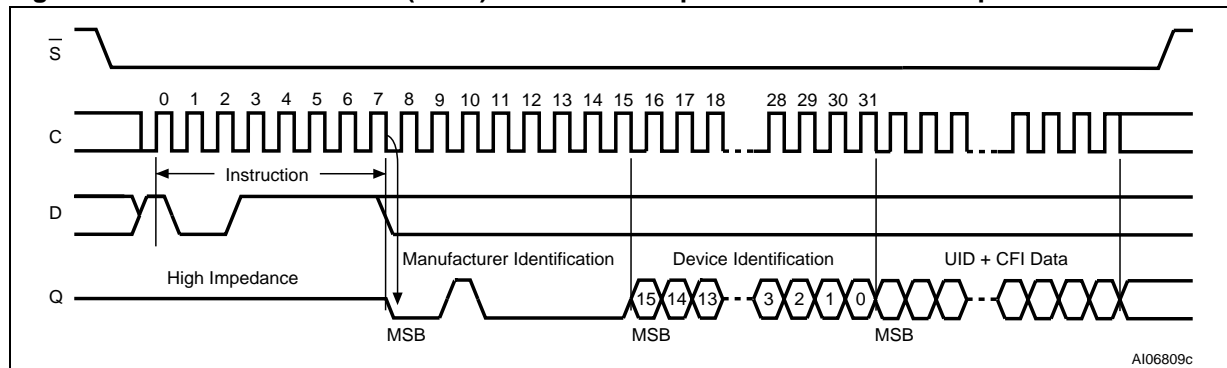 S
0 1 2 3 4 5 6 7 8 9 10 11 12 13 14 15 16 17 18 28 29 30 31
C
Instruction
D
Manufacturer Identification Device Identification UID + CFI Data
High Impedance
Q 15 14 13 3 2 1 0
MSB MSB MSB
AI06809c